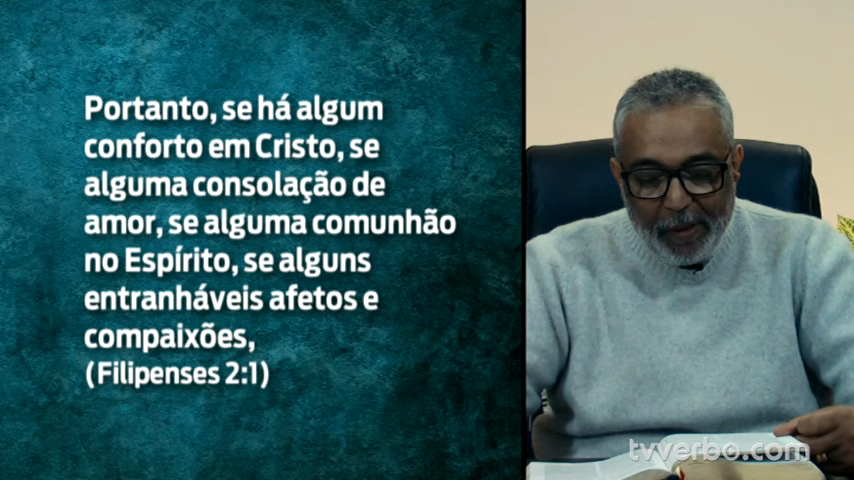 Portanto, se há algum
conforto em Cristo, se
alguma consolação de
amor, se alguma comunhão
no Espírito, se alguns
entranháveis afetos e
compaixões,
(Filipenses 2:1)
tvverbo.com